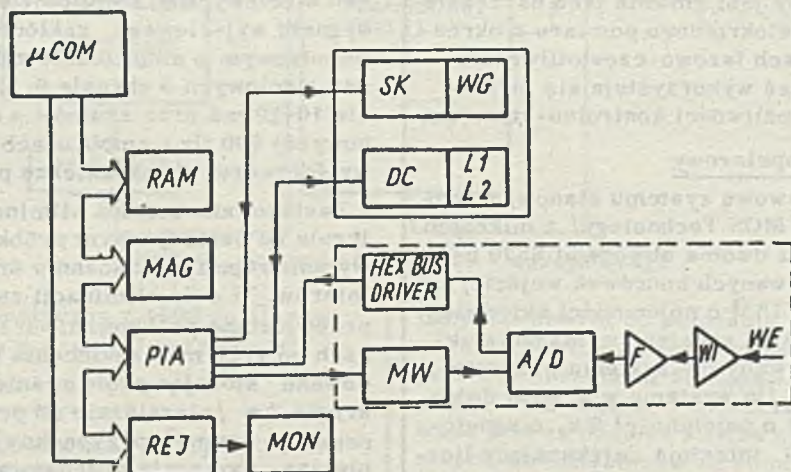 μCOM
SK WG
DC L1
L2
RAM
MAG
PIA
REJ
MON
HEX BUS
DRIVER
MW
A/D
F
WI
WE